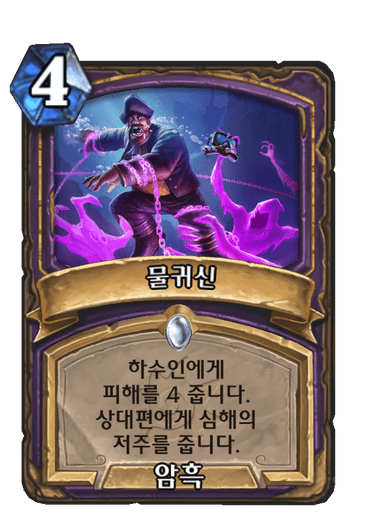 4
물귀신
하수인에게
피해를 4 줍니다.
상대편에게 심해의
저주를 줍니다.
암흑